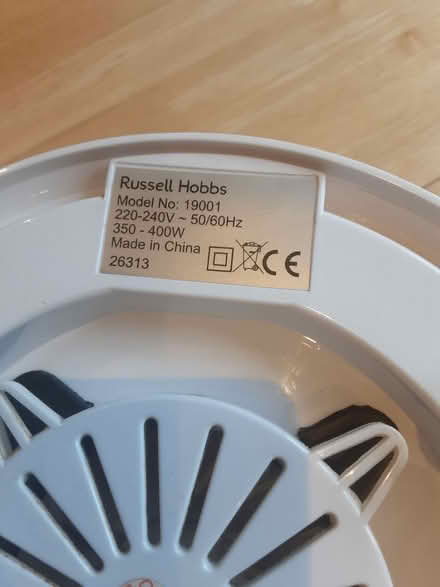 Russell Hobbs
Model No: 19001
220-240V ~ 50/60Hz
350 - 400W
Made in China
26313
CE